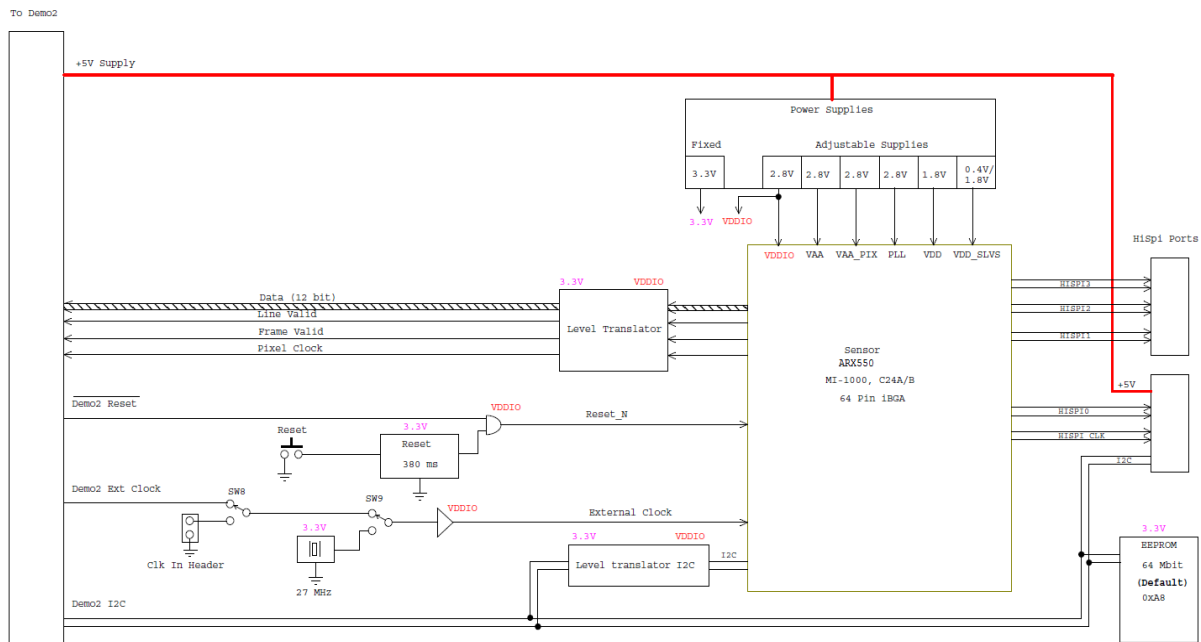 To Demo2
+5V Supply
Power Supplies
Fixed
Adjustable Supplies
3.3V
2.8V
2.8V
2.8V
2.8V
1.8V
0.4V/
1.8V
3.3V
VDDIO
VDDIO
VAA
VAA_PIX
PLL
VDD
VDD_SLVS
HiSpi Ports
HISPI3
HISPI2
HISPI1
3.3V
VDDIO
Data (12 bit)
Line Valid
Frame Valid
Pixel Clock
Level Translator
Sensor
ARX550
MI-1000, C24A/B
64 Pin iBGA
+5V
HISPI0
HISPI CLK
I2C
Demo2 Reset
VDDIO
Reset_N
Reset
3.3V
Reset
380 ms
Demo2 Ext Clock
SW8
SW9
VDDIO
External Clock
Clk In Header
3.3V
27 MHz
3.3V
VDDIO
Level translator I2C
I2C
3.3V
EEPROM
64 Mbit
(Default)
0xA8
Demo2 I2C